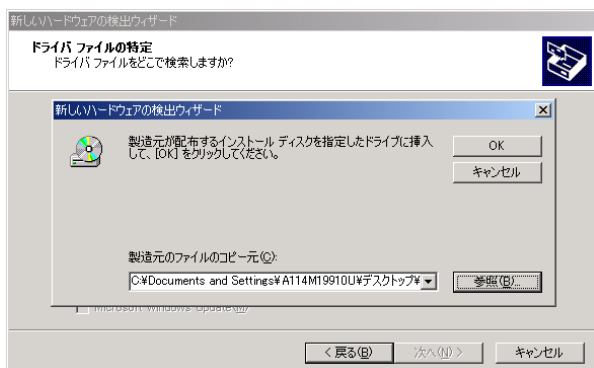 新しいハードウェアの検出ウィザード
ドライバ ファイルの特定
ドライバ ファイルをどこで検索しますか?
新しいハードウェアの検出ウィザード
製造元が配布するインストール ディスクを指定したドライブに挿入
して、[OK] をクリックしてください。
OK
キャンセル
製造元のファイルのコピー元(C):
C:¥Documents and Settings¥A114M19910U¥デスクトップ¥
参照(B)...
Microsoft Windows Update(M)
< 戻る(B)
次へ(N) >
キャンセル